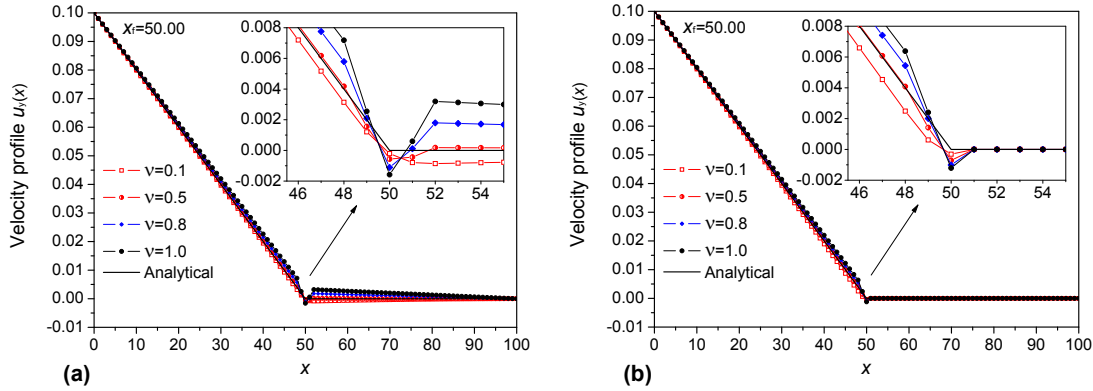 0.10
0.09
0.08
0.07
0.06
0.05
0.04
0.03
0.02
0.01
0.00
-0.01
Velocity profile u_y(x)
x_f=50.00
0.008
0.006
0.004
0.002
0.000
-0.002
46 48 50 52 54
ν=0.1
ν=0.5
ν=0.8
ν=1.0
Analytical
0 10 20 30 40 50 60 70 80 90 100
x
(a)
0.10
0.09
0.08
0.07
0.06
0.05
0.04
0.03
0.02
0.01
0.00
-0.01
Velocity profile u_y(x)
x_f=50.00
0.008
0.006
0.004
0.002
0.000
-0.002
46 48 50 52 54
ν=0.1
ν=0.5
ν=0.8
ν=1.0
Analytical
0 10 20 30 40 50 60 70 80 90 100
x
(b)